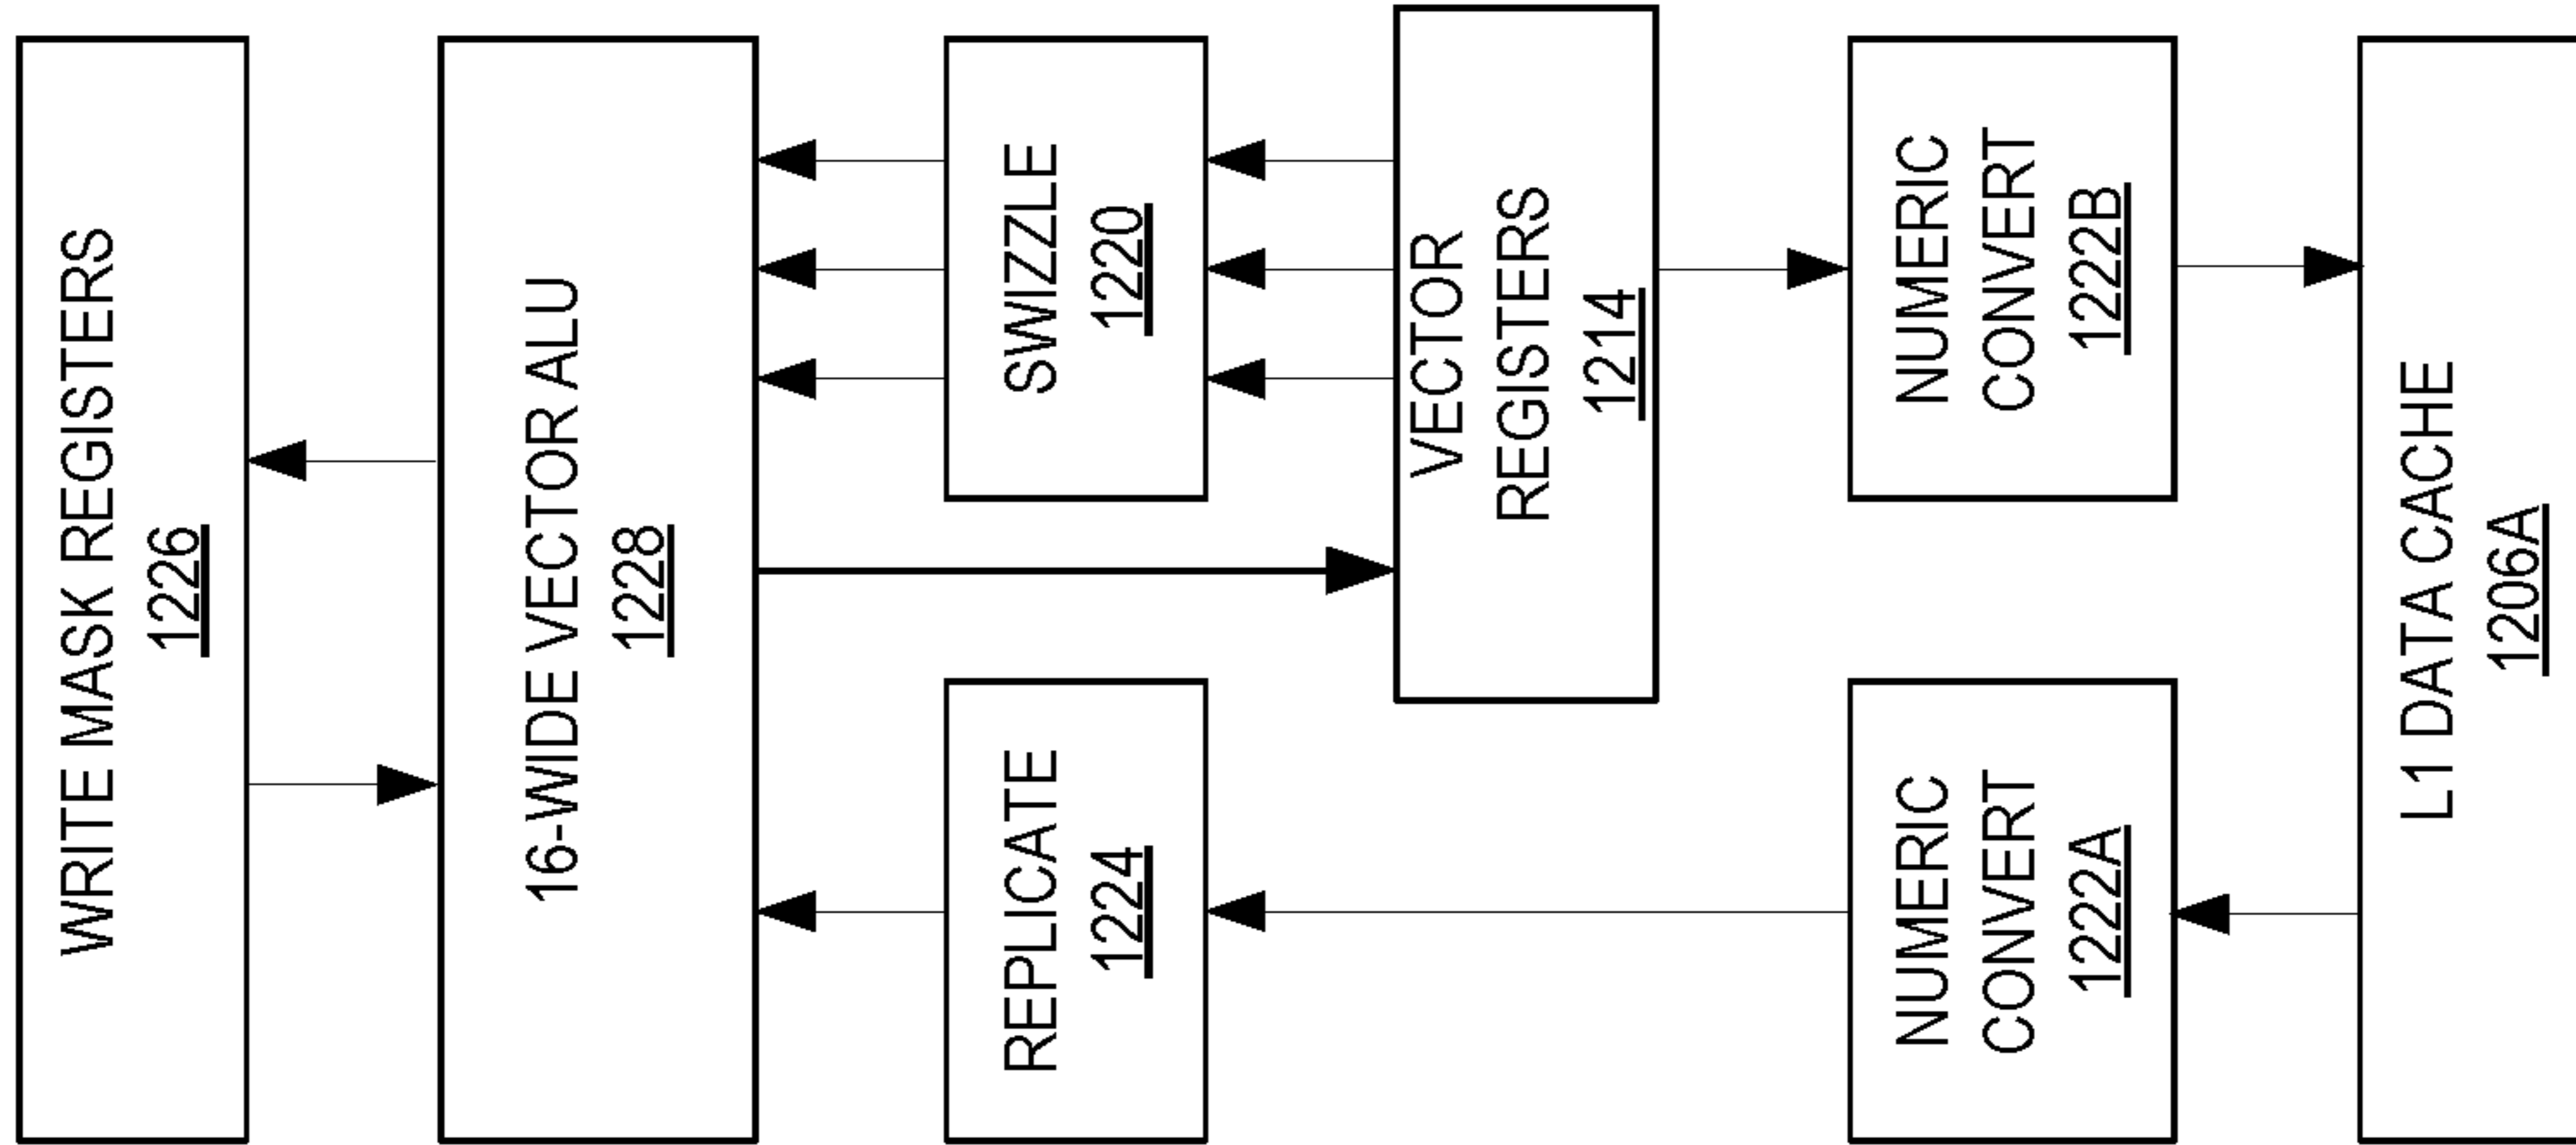 WRITE MASK REGISTERS
1226
16-WIDE VECTOR ALU
1228
REPLICATE
1224
SWIZZLE
1220
VECTOR
REGISTERS
1214
NUMERIC
CONVERT
1222A
NUMERIC
CONVERT
1222B
L1 DATA CACHE
1206A